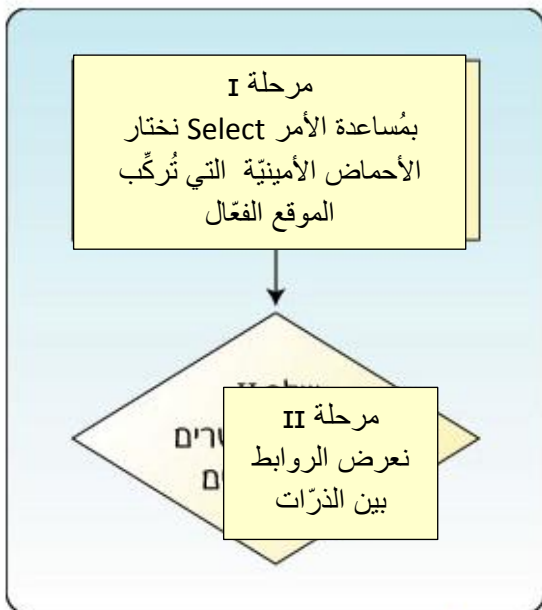 مرحلة I
بمُساعدة الأمر Select نختار
الأحماض الأمينيّة التي تُركِّب
الموقع الفعّال
مرحلة II
نعرض الروابط
بين الذرّات